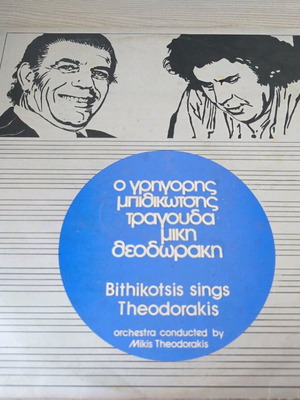 ο γρηγορης
μπιθικωτσης
τραγουδα
μικη
θεοδωρακη
Bithikotsis sings
Theodorakis
orchestra conducted by
Mikis Theodorakis